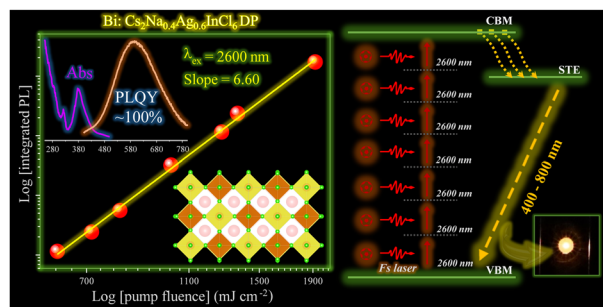 Bi: Cs₂Na₀.₄Ag₀.₆InCl₆ DP
Log [integrated PL]
Abs
λex = 2600 nm
Slope = 6.60
PLQY
~100%
280 380 480 580 680 780
700 1100 1500 1900
Log [pump fluence] (mJ cm⁻²)
CBM
STE
2600 nm
2600 nm
2600 nm
2600 nm
2600 nm
2600 nm
2600 nm
400 - 800 nm
Fs laser
VBM